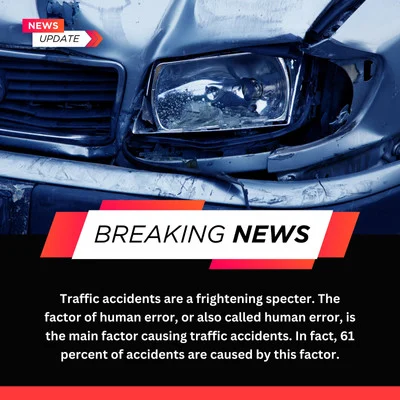 NEWS
UPDATE
BREAKING NEWS
Traffic accidents are a frightening specter. The
factor of human error, or also called human error, is
the main factor causing traffic accidents. In fact, 61
percent of accidents are caused by this factor.